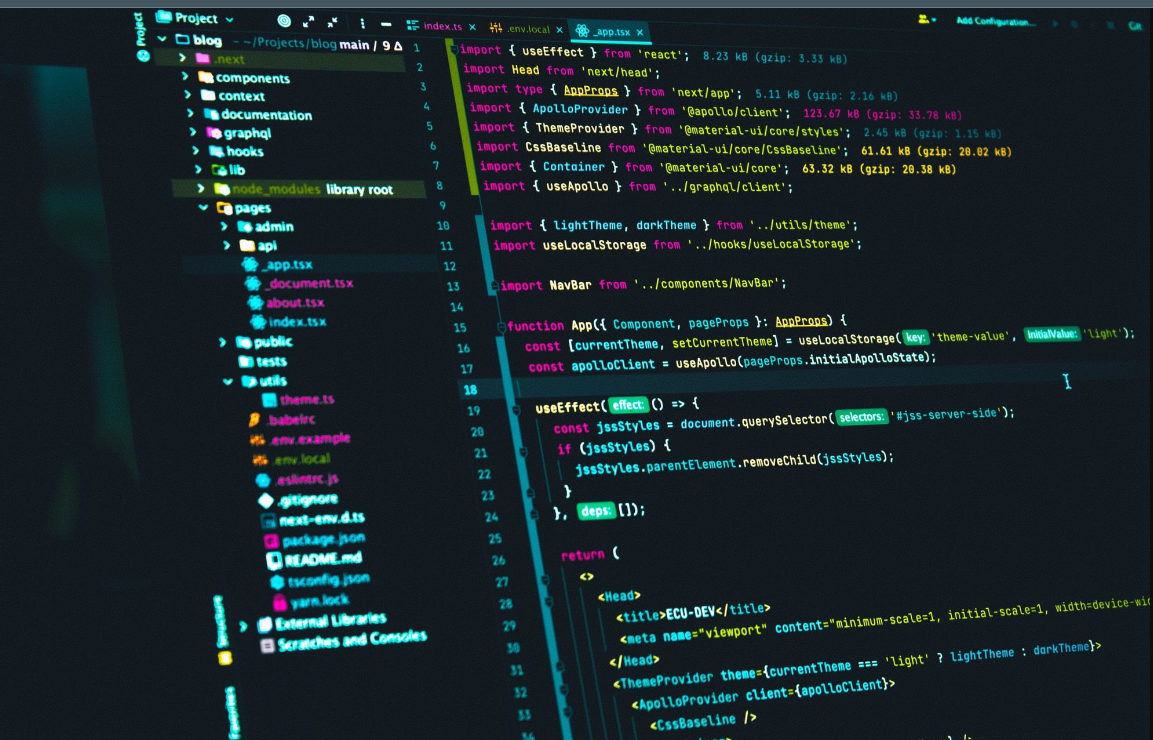 Project
index.ts
.env.local
_app.tsx
Add Configuration...
Project
blog ~/Projects/blog main / 9 Δ
.next
components
context
documentation
graphql
hooks
lib
node_modules library root
pages
admin
api
_app.tsx
_document.tsx
about.tsx
index.tsx
public
tests
utils
theme.ts
.babelrc
.env.example
.env.local
.eslintrc.js
.gitignore
next-env.d.ts
package.json
README.md
tsconfig.json
yarn.lock
External Libraries
Scratches and Consoles
Structure
Favorites
1 import { useEffect } from 'react'; 8.23 kB (gzip: 3.33 kB)
2 import Head from 'next/head';
3 import type { AppProps } from 'next/app'; 5.11 kB (gzip: 2.16 kB)
4 import { ApolloProvider } from '@apollo/client'; 123.67 kB (gzip: 33.78 kB)
5 import { ThemeProvider } from '@material-ui/core/styles'; 2.45 kB (gzip: 1.15 kB)
6 import CssBaseline from '@material-ui/core/CssBaseline'; 61.61 kB (gzip: 20.02 kB)
7 import { Container } from '@material-ui/core'; 63.32 kB (gzip: 20.38 kB)
8 import { useApollo } from '../graphql/client';
9
10 import { lightTheme, darkTheme } from '../utils/theme';
11 import useLocalStorage from '../hooks/useLocalStorage';
12
13 import NavBar from '../components/NavBar';
14
15 function App({ Component, pageProps }: AppProps) {
16 const [currentTheme, setCurrentTheme] = useLocalStorage( key: 'theme-value', initialValue: 'light');
17 const apolloClient = useApollo(pageProps.initialApolloState);
18
19 useEffect( effect: () => {
20 const jssStyles = document.querySelector( selectors: '#jss-server-side');
21 if (jssStyles) {
22 jssStyles.parentElement.removeChild(jssStyles);
23 }
24 }, deps: []);
25
26 return (
27 <>
28 <Head>
29 <title>ECU-DEV</title>
30 <meta name="viewport" content="minimum-scale=1, initial-scale=1, width=device-wi
31 </Head>
32 <ThemeProvider theme={currentTheme === 'light' ? lightTheme : darkTheme}>
33 <ApolloProvider client={apolloClient}>
34 <CssBaseline />